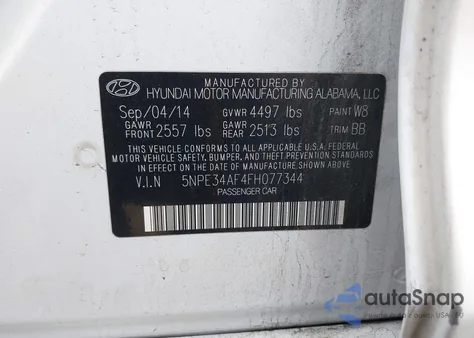 MANUFACTURED BY
HYUNDAI MOTOR MANUFACTURING ALABAMA, LLC
Sep/04/14 GVWR 4497 lbs PAINT W8
GAWR FRONT 2557 lbs GAWR REAR 2513 lbs TRIM BB
THIS VEHICLE CONFORMS TO ALL APPLICABLE U.S.A FEDERAL
MOTOR VEHICLE SAFETY, BUMPER, AND THEFT
PREVENTION STANDARDS IN EFFECT ON THE DATE OF
MANUFACTURE SHOWN ABOVE.
V.I.N 5NPE34AF4FH077344
PASSENGER CAR
autoSnap